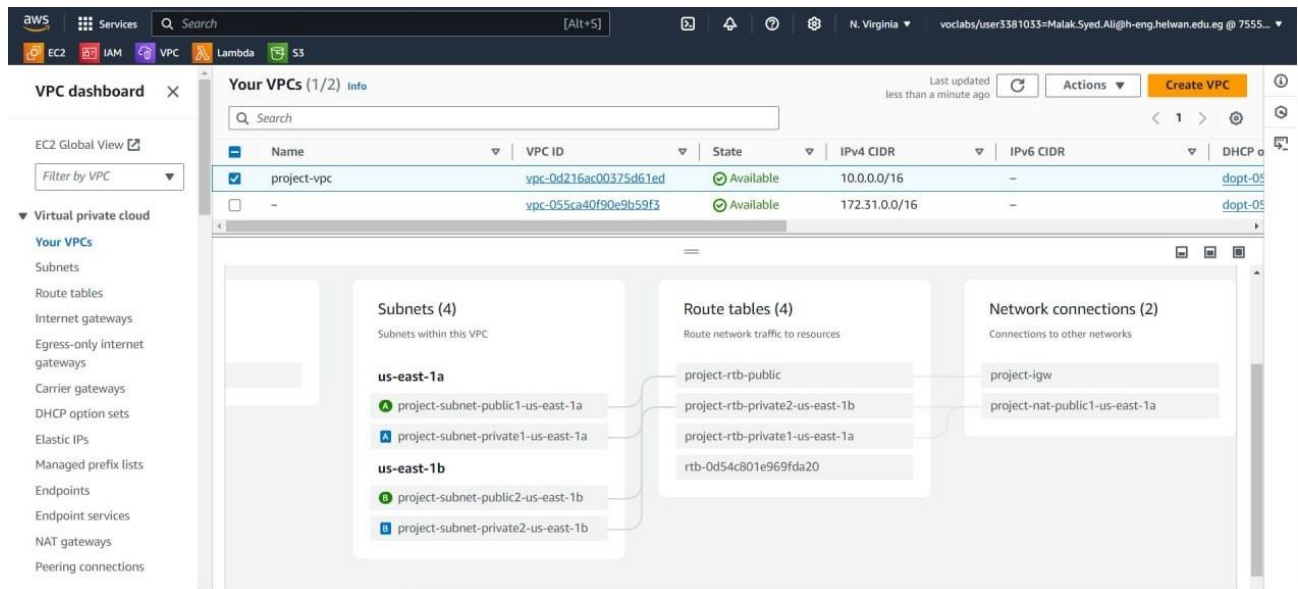 aws Services Search [Alt+S] N. Virginia voclabs/user3381033=Malak.Syed.Ali@h-eng.helwan.edu.eg @ 7555...
EC2 IAM VPC Lambda S3
VPC dashboard
EC2 Global View
Filter by VPC
Virtual private cloud
Your VPCs
Subnets
Route tables
Internet gateways
Egress-only internet
gateways
Carrier gateways
DHCP option sets
Elastic IPs
Managed prefix lists
Endpoints
Endpoint services
NAT gateways
Peering connections
Your VPCs (1/2) Info
Last updated
less than a minute ago
Actions
Create VPC
Search
1
Name VPC ID State IPv4 CIDR IPv6 CIDR DHCP o
project-vpc vpc-0d216ac00375d61ed Available 10.0.0.0/16 – dopt-05
– vpc-055ca40f90e9b59f3 Available 172.31.0.0/16 – dopt-05
Subnets (4)
Subnets within this VPC
us-east-1a
A project-subnet-public1-us-east-1a
A project-subnet-private1-us-east-1a
us-east-1b
B project-subnet-public2-us-east-1b
B project-subnet-private2-us-east-1b
Route tables (4)
Route network traffic to resources
project-rtb-public
project-rtb-private2-us-east-1b
project-rtb-private1-us-east-1a
rtb-0d54c801e969fda20
Network connections (2)
Connections to other networks
project-igw
project-nat-public1-us-east-1a